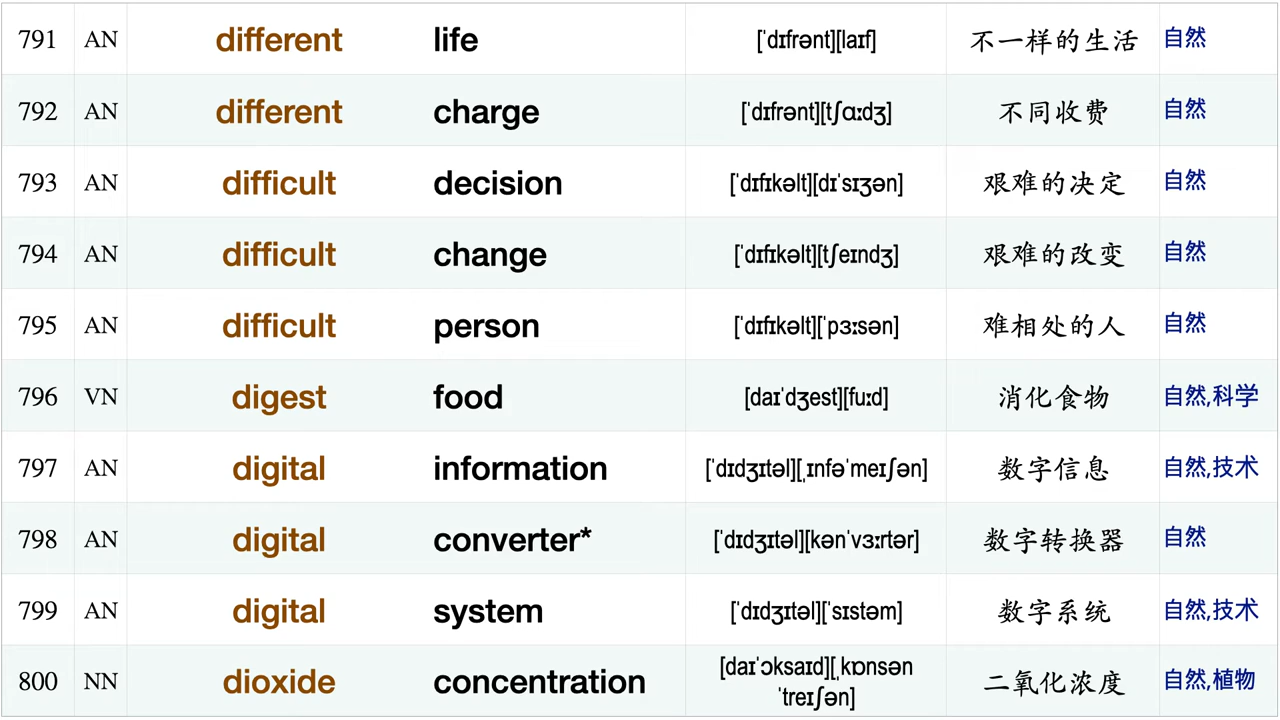 791 AN different life [ˈdɪfrənt][laɪf] 不一样的生活 自然
792 AN different charge [ˈdɪfrənt][tʃɑːdʒ] 不同收费 自然
793 AN difficult decision [ˈdɪfɪkəlt][dɪˈsɪʒən] 艰难的决定 自然
794 AN difficult change [ˈdɪfɪkəlt][tʃeɪndʒ] 艰难的改变 自然
795 AN difficult person [ˈdɪfɪkəlt][ˈpɜːsən] 难相处的人 自然
796 VN digest food [daɪˈdʒest][fuːd] 消化食物 自然,科学
797 AN digital information [ˈdɪdʒɪtəl][ˌɪnfəˈmeɪʃən] 数字信息 自然,技术
798 AN digital converter* [ˈdɪdʒɪtəl][kənˈvɜːrtər] 数字转换器 自然
799 AN digital system [ˈdɪdʒɪtəl][ˈsɪstəm] 数字系统 自然,技术
800 NN dioxide concentration [daɪˈɔksaɪd][ˌkɒnsən
ˈtreɪʃən] 二氧化浓度 自然,植物